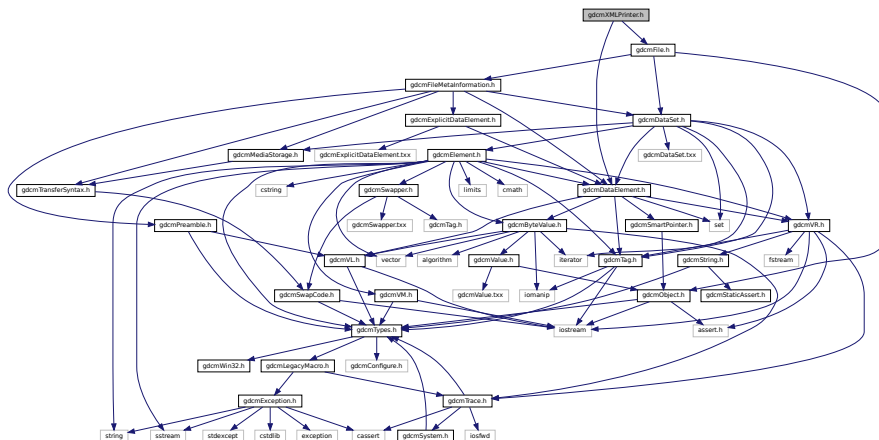 gdcmXMLPrinter.h
gdcmFile.h
gdcmFileMetaInformation.h
gdcmExplicitDataElement.h
gdcmDataSet.h
gdcmMediaStorage.h
gdcmExplicitDataElement.txx
gdcmElement.h
gdcmDataSet.txx
gdcmTransferSyntax.h
cstring
gdcmSwapper.h
limits
cmath
gdcmDataElement.h
gdcmPreamble.h
gdcmSwapper.txx
gdcmTag.h
gdcmByteValue.h
gdcmSmartPointer.h
set
gdcmVR.h
gdcmVL.h
vector
algorithm
gdcmValue.h
iterator
gdcmTag.h
gdcmString.h
fstream
gdcmSwapCode.h
gdcmVM.h
gdcmValue.txx
iomanip
gdcmObject.h
gdcmStaticAssert.h
gdcmTypes.h
iostream
assert.h
gdcmWin32.h
gdcmLegacyMacro.h
gdcmConfigure.h
gdcmException.h
gdcmTrace.h
string
sstream
stdexcept
cstdlib
exception
cassert
gdcmSystem.h
iosfwd